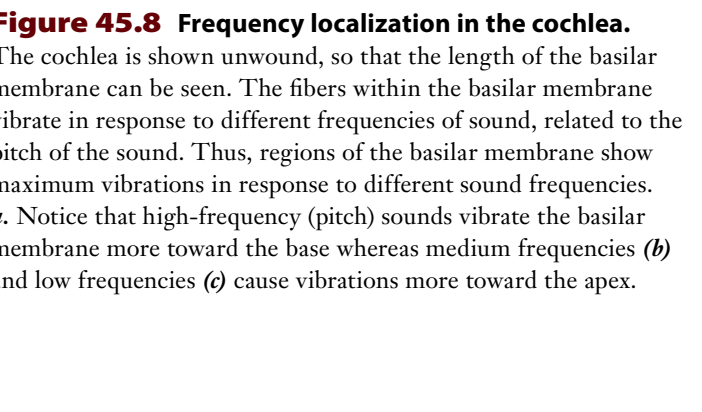 Figure 45.8 Frequency localization in the cochlea.
The cochlea is shown unwound, so that the length of the basilar
membrane can be seen. The fibers within the basilar membrane
vibrate in response to different frequencies of sound, related to the
pitch of the sound. Thus, regions of the basilar membrane show
maximum vibrations in response to different sound frequencies.
a. Notice that high-frequency (pitch) sounds vibrate the basilar
membrane more toward the base whereas medium frequencies (b)
and low frequencies (c) cause vibrations more toward the apex.